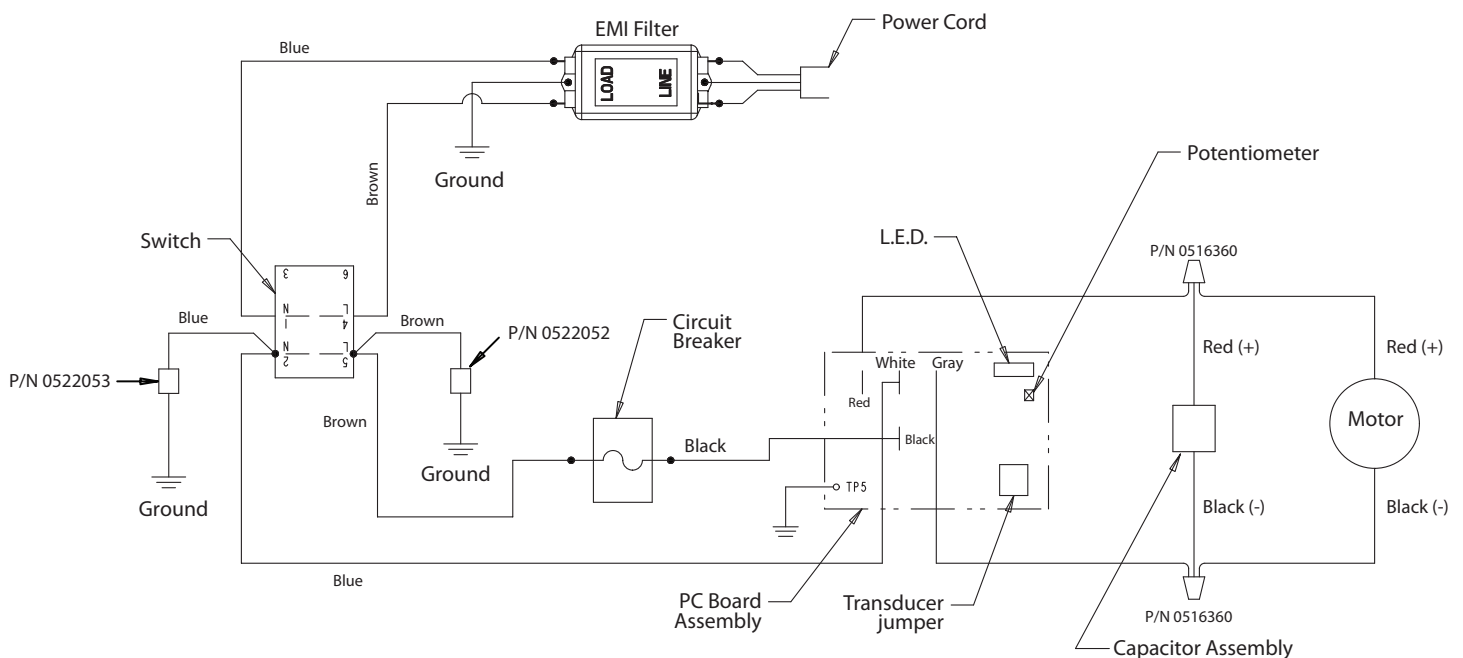 EMI Filter
Power Cord
Blue
LOAD
LINE
Brown
Ground
Potentiometer
Switch
L.E.D.
P/N 0516360
3 6
N L
1 4
N L
2 5
Blue
Brown
P/N 0522052
Circuit
Breaker
P/N 0522053
White Gray
Red (+)
Red (+)
Red
Motor
Brown
Black
Black
Ground
TP5
Ground
Black (-)
Black (-)
Blue
PC Board
Assembly
Transducer
jumper
P/N 0516360
Capacitor Assembly